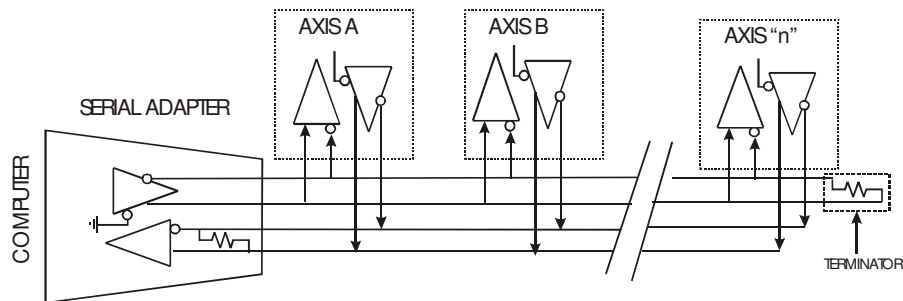 AXIS A
AXIS B
AXIS “n”
SERIAL ADAPTER
COMPUTER
TERMINATOR